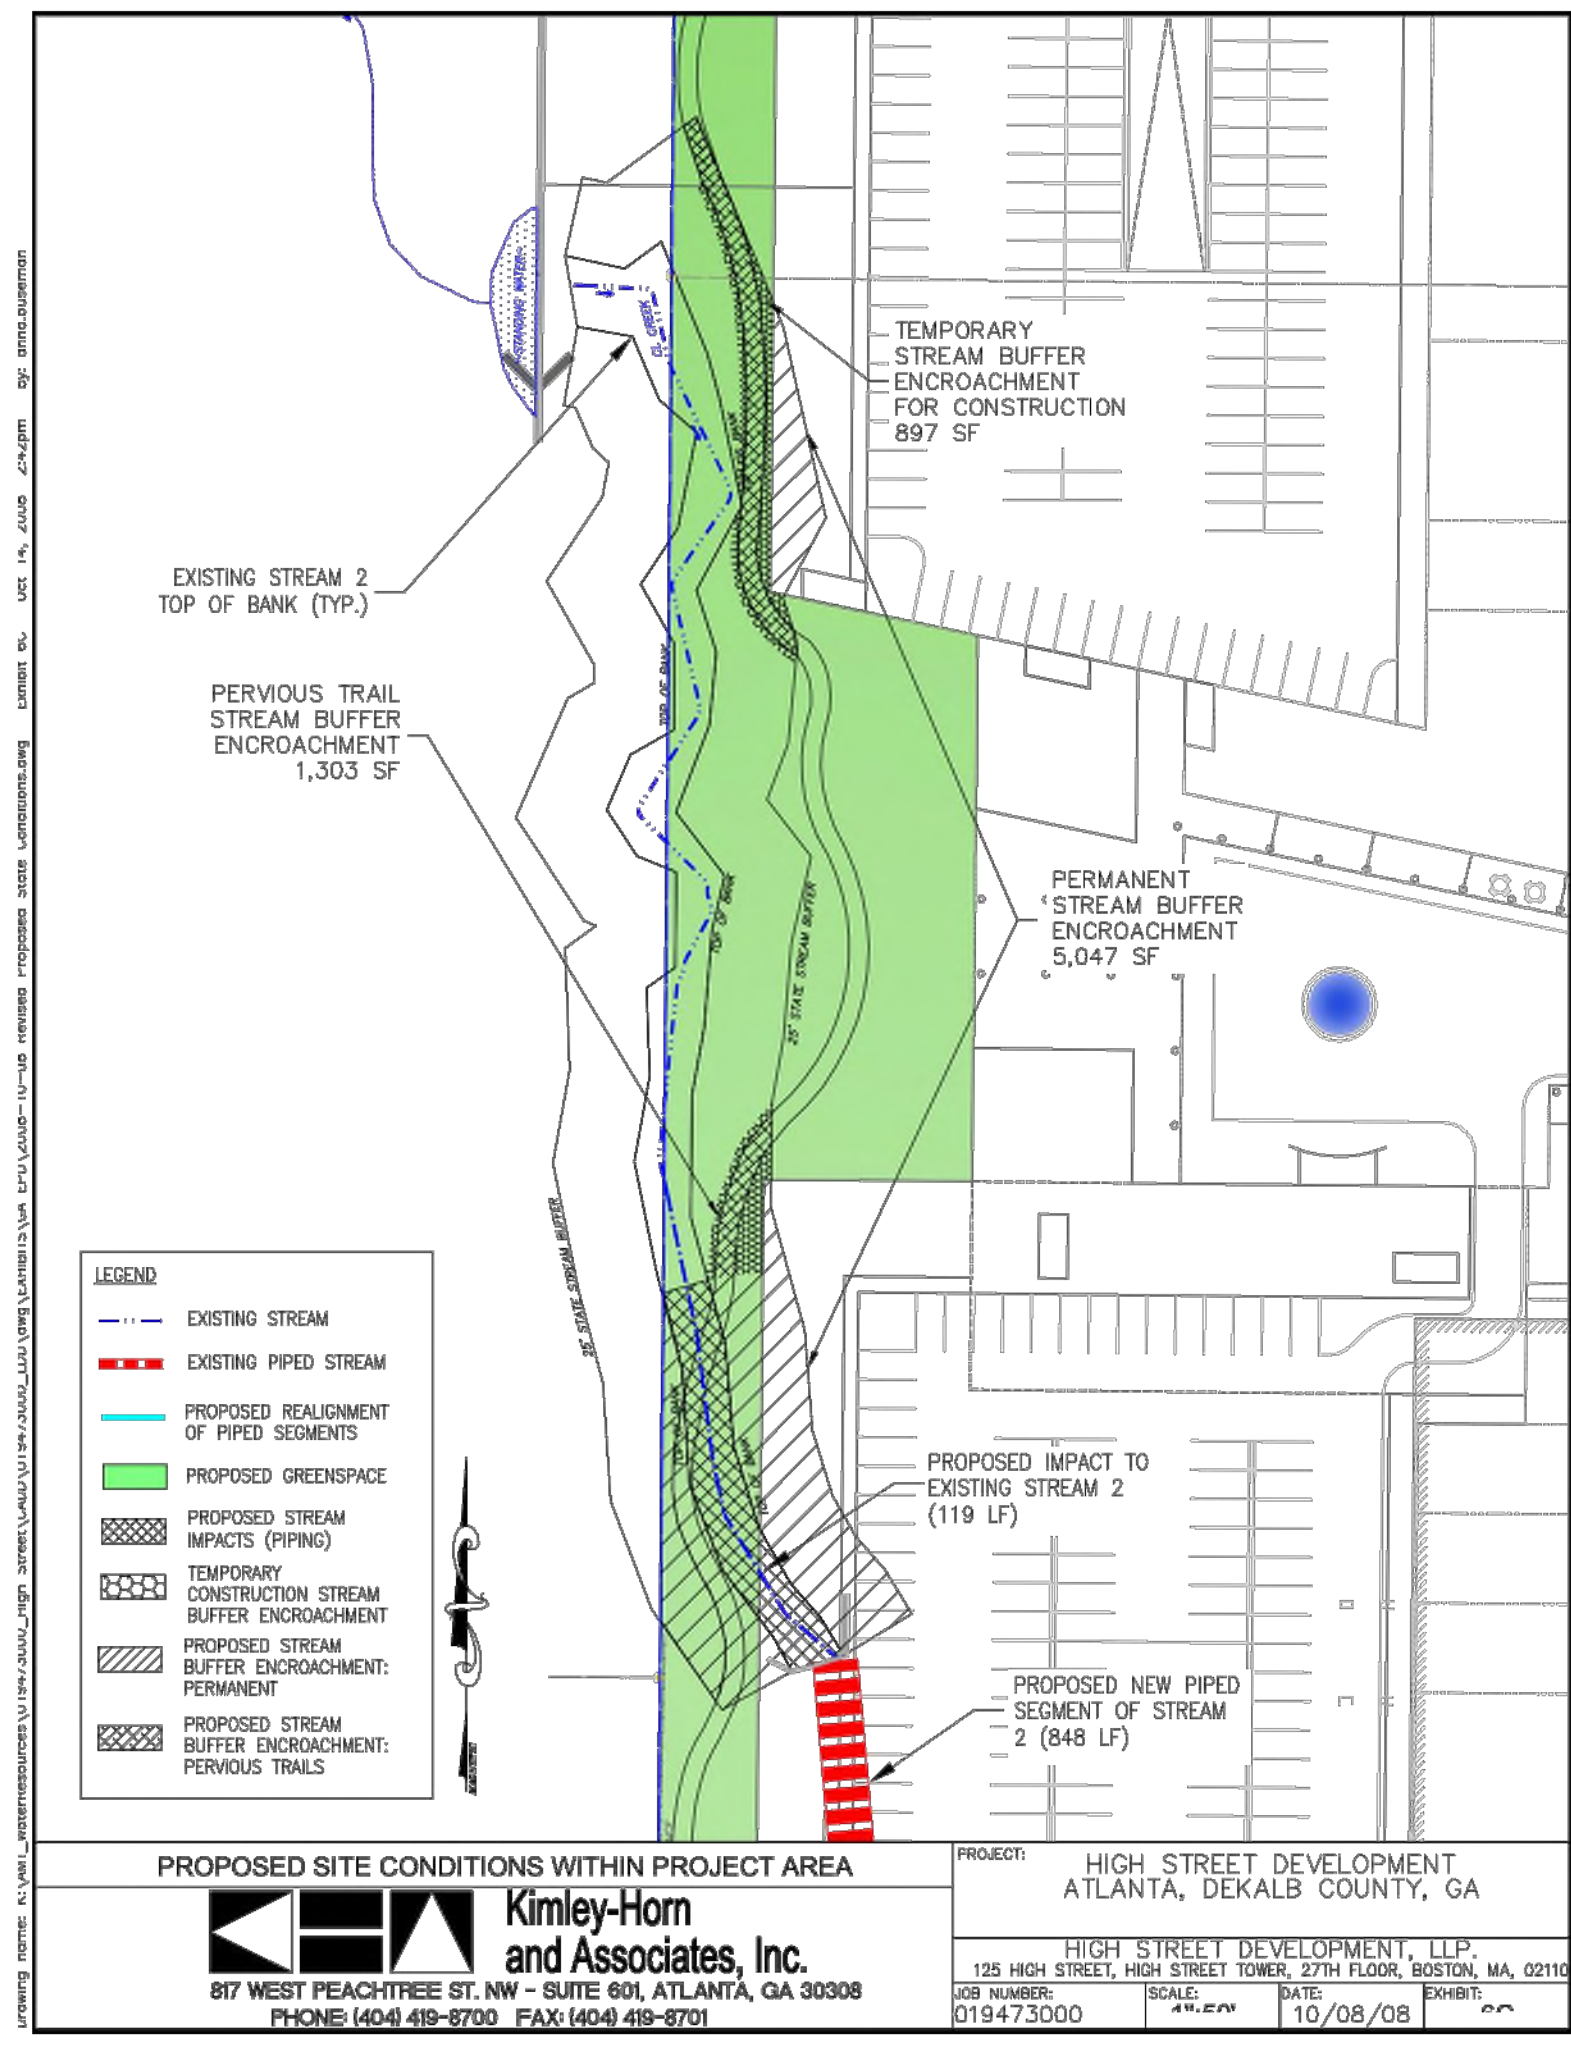 STANDING WATER
CL CREEK
TEMPORARY
STREAM BUFFER
ENCROACHMENT
FOR CONSTRUCTION
897 SF
EXISTING STREAM 2
TOP OF BANK (TYP.)
TOP OF BANK
PERVIOUS TRAIL
STREAM BUFFER
ENCROACHMENT
1,303 SF
PERMANENT
STREAM BUFFER
ENCROACHMENT
5,047 SF
TOP OF BANK
25' STATE STREAM BUFFER
25' STATE STREAM BUFFER
TOP OF BANK
PROPOSED IMPACT TO
EXISTING STREAM 2
(119 LF)
PROPOSED NEW PIPED
SEGMENT OF STREAM
2 (848 LF)
LEGEND
EXISTING STREAM
EXISTING PIPED STREAM
PROPOSED REALIGNMENT
OF PIPED SEGMENTS
PROPOSED GREENSPACE
PROPOSED STREAM
IMPACTS (PIPING)
TEMPORARY
CONSTRUCTION STREAM
BUFFER ENCROACHMENT
PROPOSED STREAM
BUFFER ENCROACHMENT:
PERMANENT
PROPOSED STREAM
BUFFER ENCROACHMENT:
PERVIOUS TRAILS
PROPOSED SITE CONDITIONS WITHIN PROJECT AREA
Kimley-Horn
and Associates, Inc.
817 WEST PEACHTREE ST. NW - SUITE 601, ATLANTA, GA 30308
PHONE: (404) 419-8700 FAX: (404) 419-8701
PROJECT:
HIGH STREET DEVELOPMENT
ATLANTA, DEKALB COUNTY, GA
HIGH STREET DEVELOPMENT, LLP.
125 HIGH STREET, HIGH STREET TOWER, 27TH FLOOR, BOSTON, MA, 02110
JOB NUMBER:
019473000
SCALE:
DATE:
10/08/08
EXHIBIT: